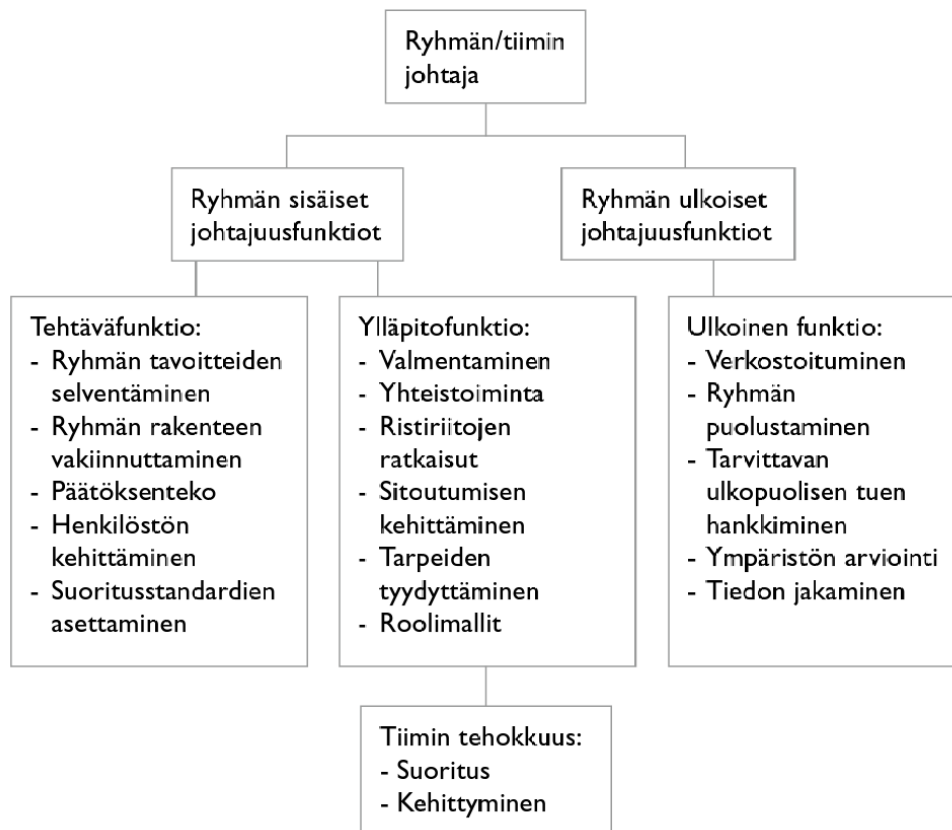 Ryhmän/tiimin
johtaja
Ryhmän sisäiset
johtajuusfunktiot
Ryhmän ulkoiset
johtajuusfunktiot
Tehtäväfunktio:
- Ryhmän tavoitteiden
selventäminen
- Ryhmän rakenteen
vakiinnuttaminen
- Päätöksenteko
- Henkilöstön
kehittäminen
- Suoritusstandardien
asettaminen
Ylläpitofunktio:
- Valmentaminen
- Yhteistoiminta
- Ristiriitojen
ratkaisut
- Sitoutumisen
kehittäminen
- Tarpeiden
tyydyttäminen
- Roolimallit
Ulkoinen funktio:
- Verkostoituminen
- Ryhmän
puolustaminen
- Tarvittavan
ulkopuolisen tuen
hankkiminen
- Ympäristön arviointi
- Tiedon jakaminen
Tiimin tehokkuus:
- Suoritus
- Kehittyminen